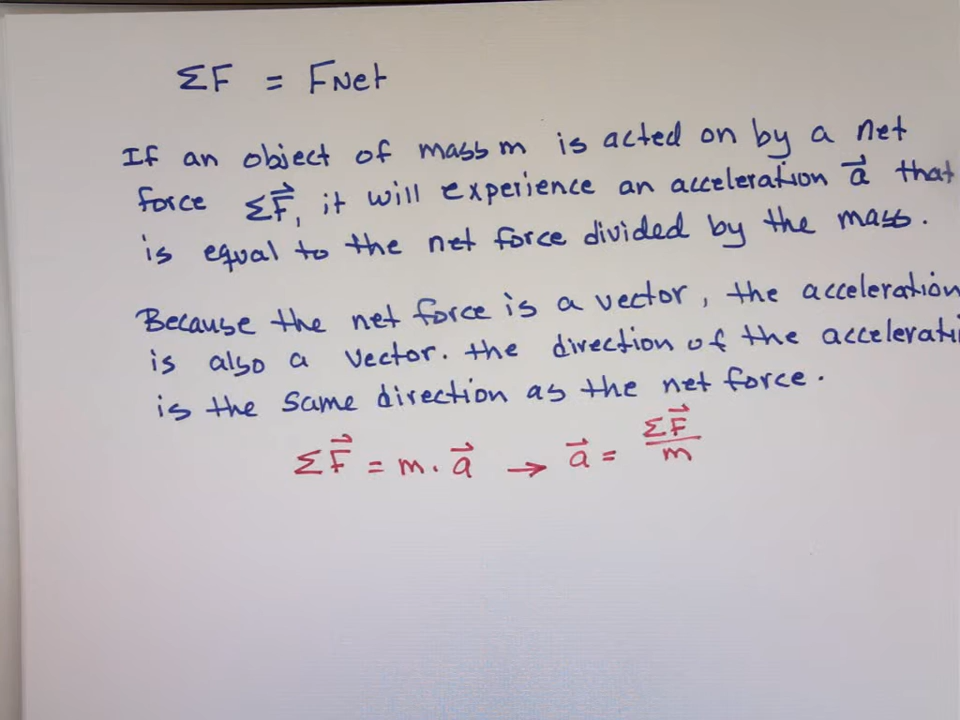 ΣF = FNet
If an object of mass m is acted on by a net
force ΣF⃗, it will experience an acceleration a⃗ that
is equal to the net force divided by the mass.
Because the net force is a vector, the acceleration
is also a vector. the direction of the accelerati
is the same direction as the net force.
ΣF⃗ = m · a⃗ → a⃗ = ΣF⃗ / m